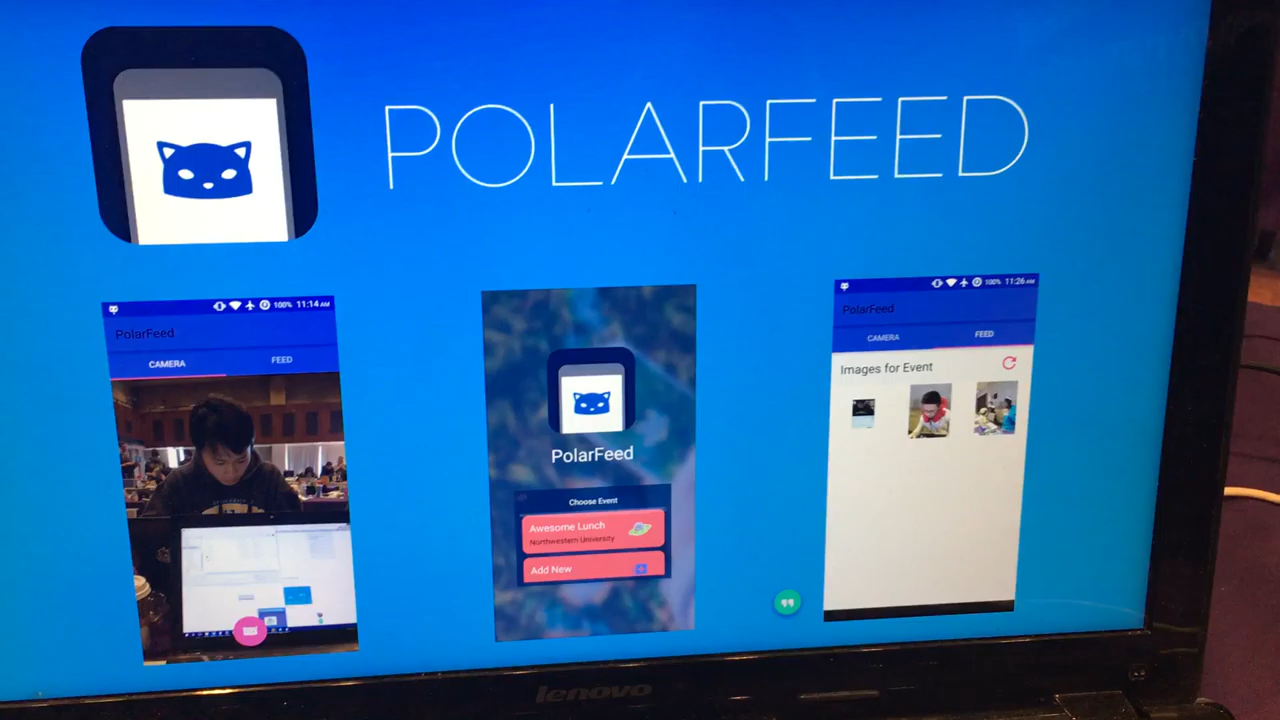 POLARFEED
100% 11:14 AM
PolarFeed
CAMERA FEED
PolarFeed
Choose Event
Awesome Lunch
Northwestern University
Add New
100% 11:26 AM
PolarFeed
CAMERA FEED
Images for Event
lenovo